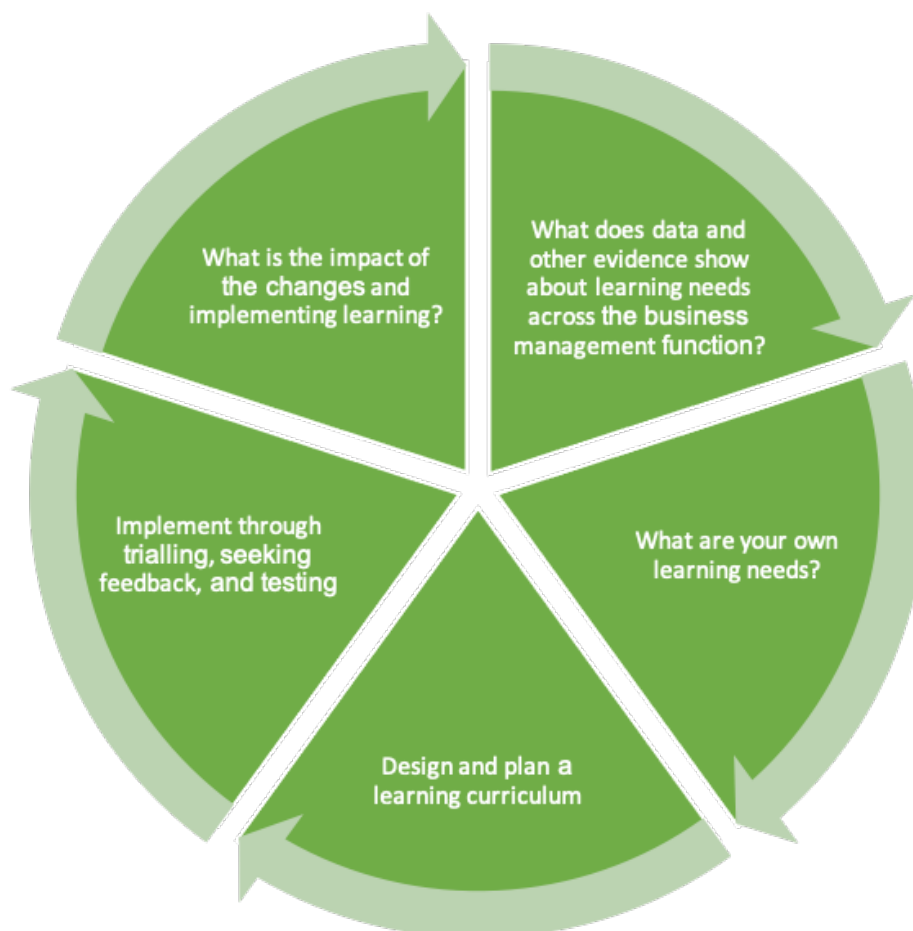 What does data and
other evidence show
about learning needs
across the business
management function?
What are your own
learning needs?
Design and plan a
learning curriculum
Implement through
trialling, seeking
feedback, and testing
What is the impact of
the changes and
implementing learning?